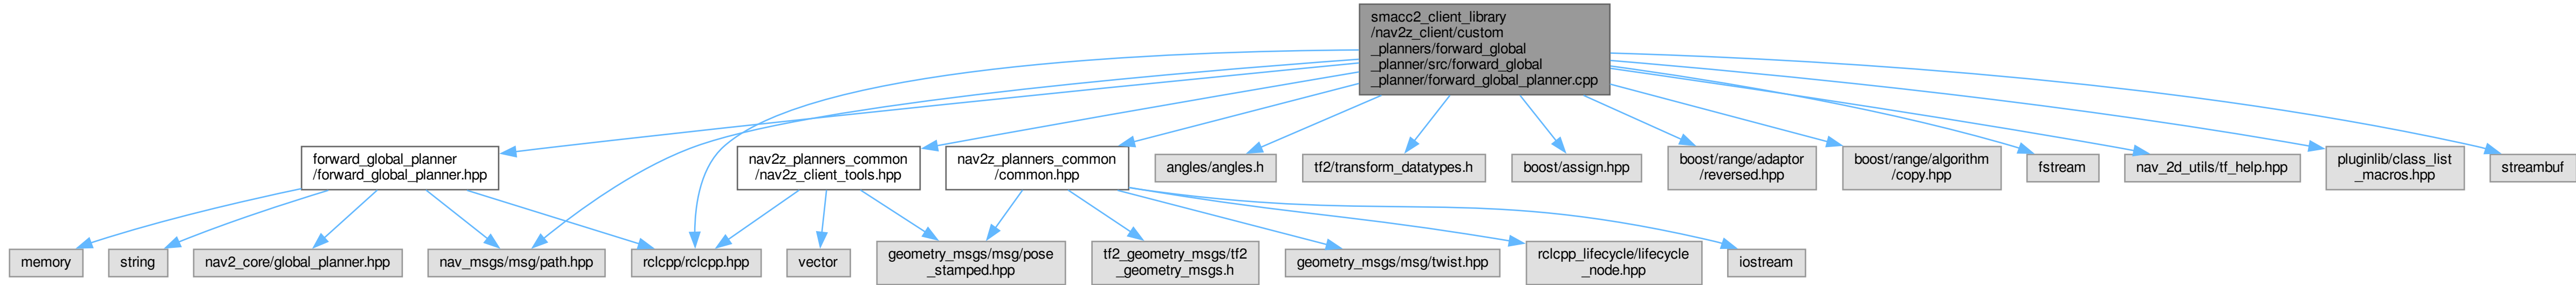 smacc2_client_library
/nav2z_client/custom
_planners/forward_global
_planner/src/forward_global
_planner/forward_global_planner.cpp
forward_global_planner
/forward_global_planner.hpp
nav2z_planners_common
/nav2z_client_tools.hpp
nav2z_planners_common
/common.hpp
angles/angles.h
tf2/transform_datatypes.h
boost/assign.hpp
boost/range/adaptor
/reversed.hpp
boost/range/algorithm
/copy.hpp
fstream
nav_2d_utils/tf_help.hpp
pluginlib/class_list
_macros.hpp
streambuf
memory
string
nav2_core/global_planner.hpp
nav_msgs/msg/path.hpp
rclcpp/rclcpp.hpp
vector
geometry_msgs/msg/pose
_stamped.hpp
tf2_geometry_msgs/tf2
_geometry_msgs.h
geometry_msgs/msg/twist.hpp
rclcpp_lifecycle/lifecycle
_node.hpp
iostream